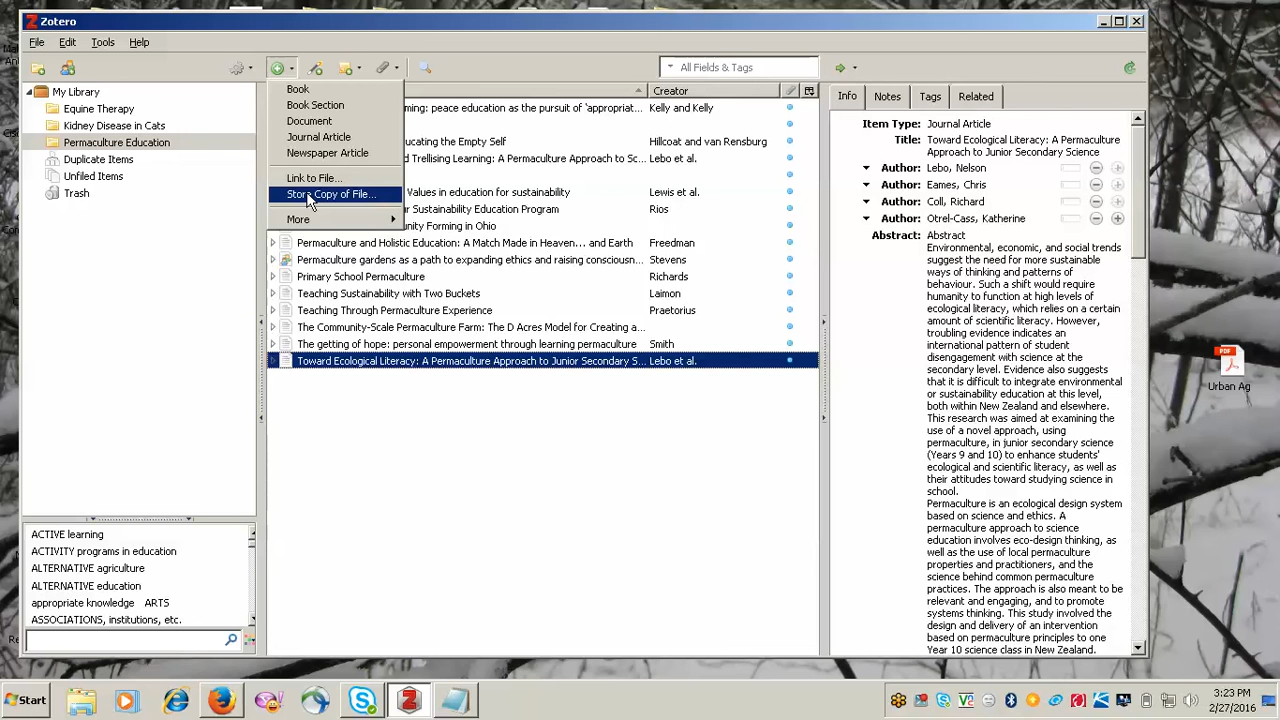 Zotero
File Edit Tools Help
All Fields & Tags
My Library
Equine Therapy
Kidney Disease in Cats
Permaculture Education
Duplicate Items
Unfiled Items
Trash
ACTIVE learning
ACTIVITY programs in education
ALTERNATIVE agriculture
ALTERNATIVE education
appropriate knowledge ARTS
ASSOCIATIONS, institutions, etc.
Book
Book Section
Document
Journal Article
Newspaper Article
Link to File...
Store Copy of File...
More
Creator
ming: peace education as the pursuit of 'appropriat... Kelly and Kelly
ucating the Empty Self Hillcoat and van Rensburg
d Trellising Learning: A Permaculture Approach to Sc... Lebo et al.
Values in education for sustainability Lewis et al.
ur Sustainability Education Program Rios
mmunity Forming in Ohio
Permaculture and Holistic Education: A Match Made in Heaven... and Earth Freedman
Permaculture gardens as a path to expanding ethics and raising consciousn... Stevens
Primary School Permaculture Richards
Teaching Sustainability with Two Buckets Laimon
Teaching Through Permaculture Experience Praetorius
The Community-Scale Permaculture Farm: The D Acres Model for Creating a...
The getting of hope: personal empowerment through learning permaculture Smith
Toward Ecological Literacy: A Permaculture Approach to Junior Secondary S... Lebo et al.
Info Notes Tags Related
Item Type: Journal Article
Title: Toward Ecological Literacy: A Permaculture
Approach to Junior Secondary Science
Author: Lebo, Nelson
Author: Eames, Chris
Author: Coll, Richard
Author: Otrel-Cass, Katherine
Abstract: Abstract
Environmental, economic, and social trends
suggest the need for more sustainable
ways of thinking and patterns of
behaviour. Such a shift would require
humanity to function at high levels of
ecological literacy, which relies on a certain
amount of scientific literacy. However,
troubling evidence indicates an
international pattern of student
disengagement with science at the
secondary level. Evidence also suggests
that it is difficult to integrate environmental
or sustainability education at this level,
both within New Zealand and elsewhere.
This research was aimed at examining the
use of a novel approach, using
permaculture, in junior secondary science
(Years 9 and 10) to enhance students'
ecological and scientific literacy, as well as
their attitudes toward studying science in
school.
Permaculture is an ecological design system
based on science and ethics. A
permaculture approach to science
education involves eco-design thinking, as
well as the use of local permaculture
properties and practitioners, and the
science behind common permaculture
practices. The approach is also meant to be
relevant and engaging, and to promote
systems thinking. This study involved the
design and delivery of an intervention
based on permaculture principles to one
Year 10 science class in New Zealand.
PDF
Urban Ag
Start
3:23 PM
2/27/2016